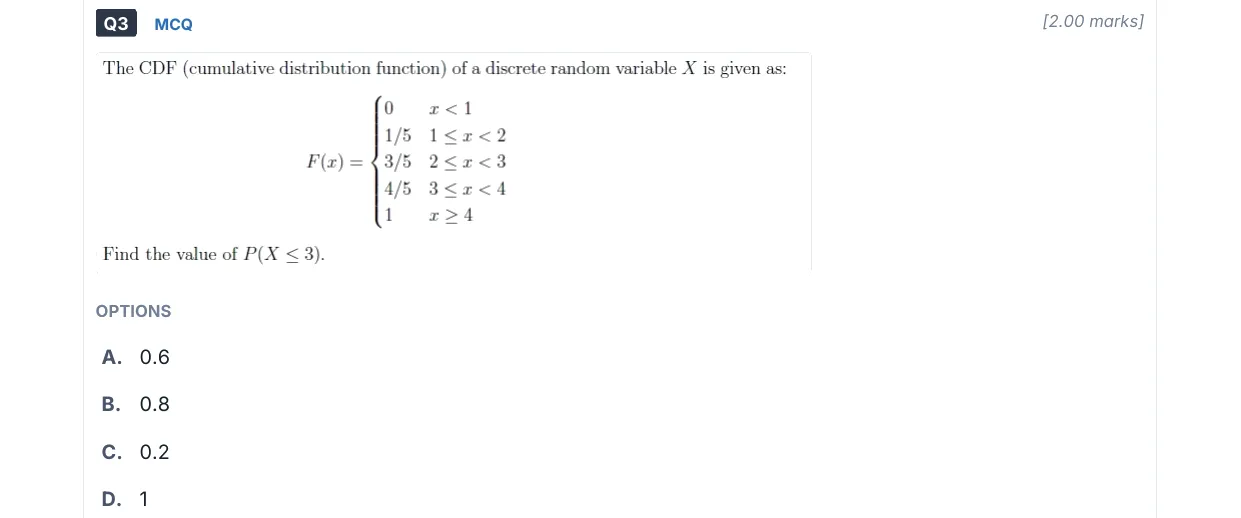 Q3 MCQ [2.00 marks]
The CDF (cumulative distribution function) of a discrete random variable X is given as:
0 x < 1
1/5 1 ≤ x < 2
F(x) = { 3/5 2 ≤ x < 3
4/5 3 ≤ x < 4
1 x ≥ 4
Find the value of P(X ≤ 3).
OPTIONS
A. 0.6
B. 0.8
C. 0.2
D. 1